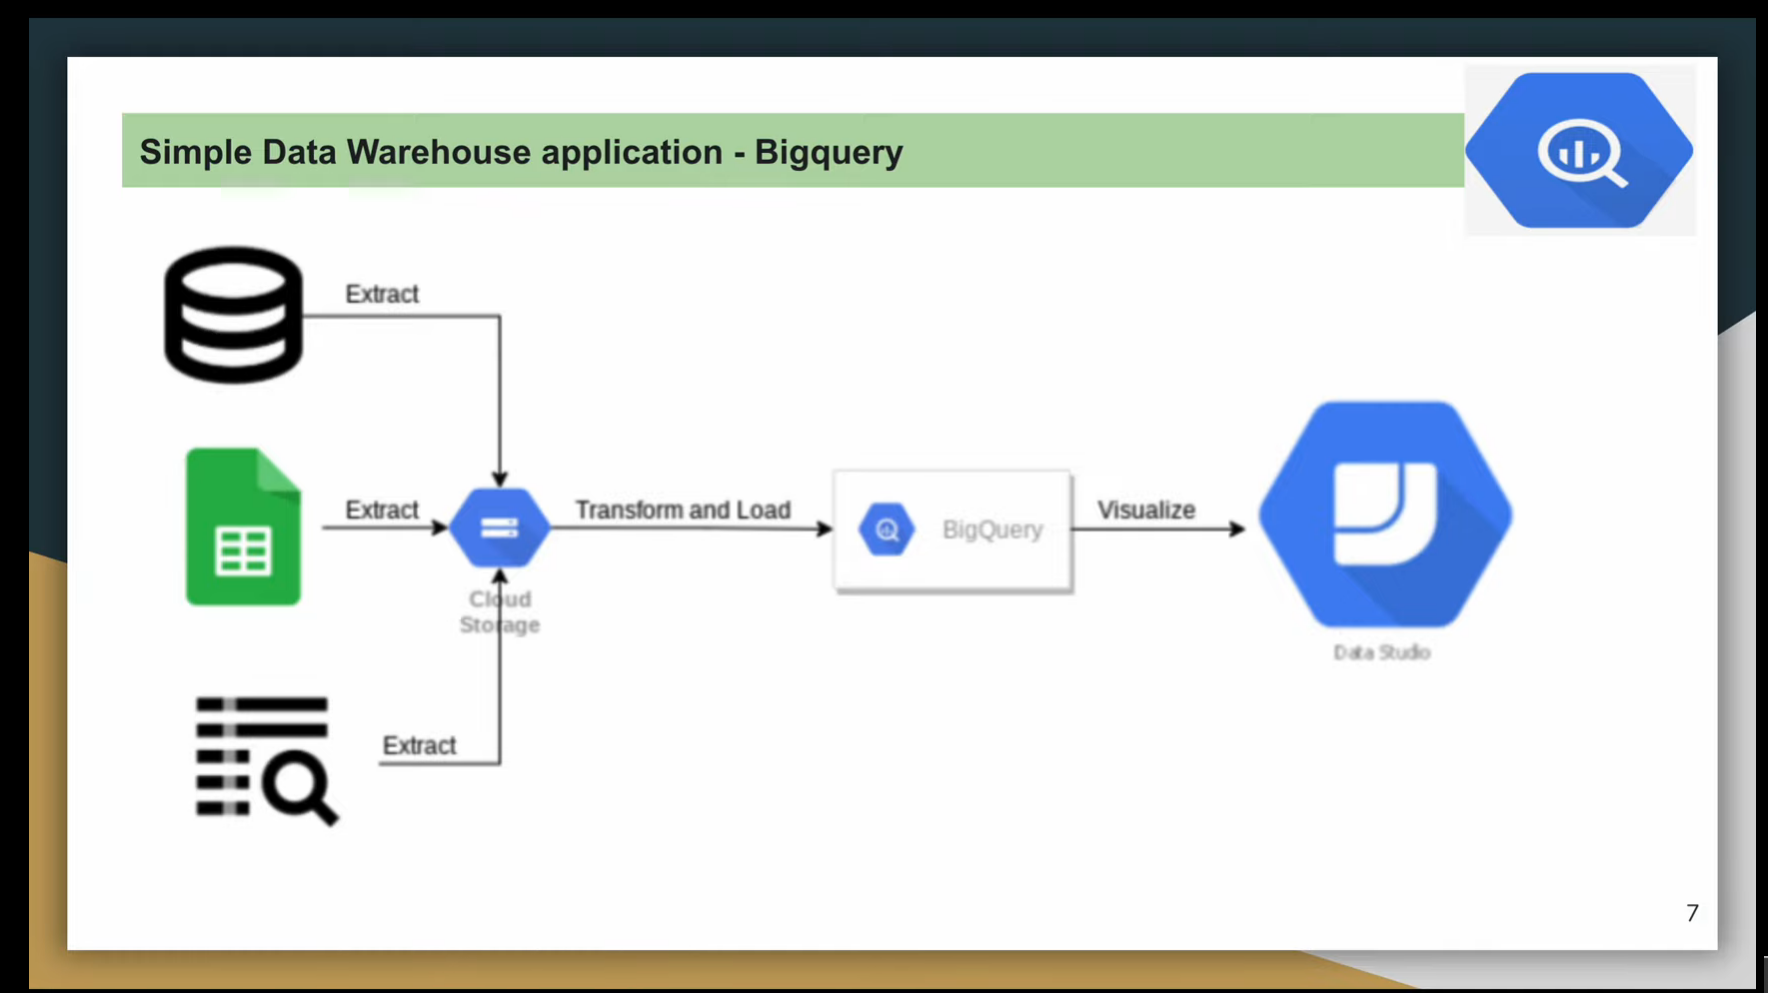 Simple Data Warehouse application - Bigquery
Extract
Extract
Transform and Load
BigQuery
Visualize
Cloud
Storage
Data Studio
Extract
7